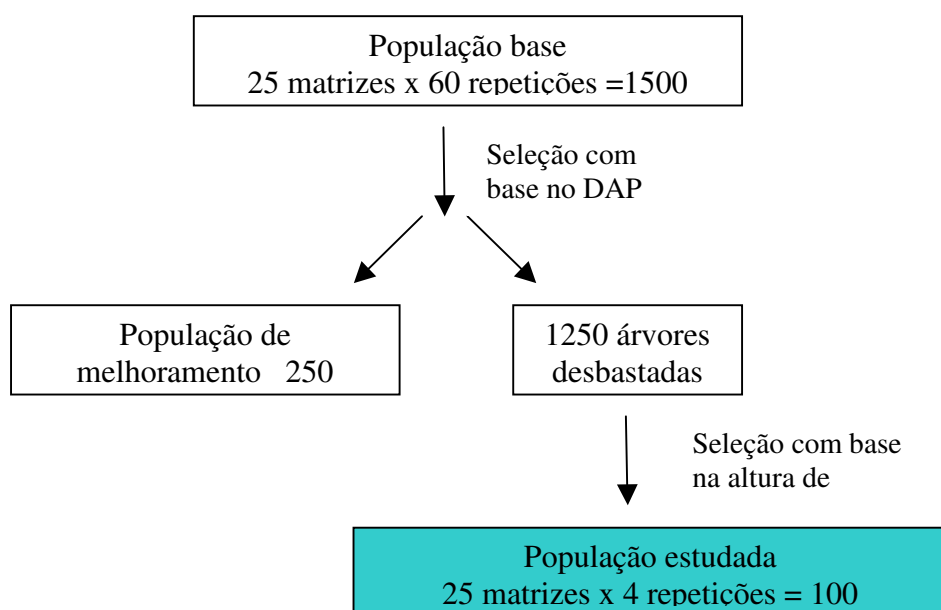 População base
25 matrizes x 60 repetições =1500
Seleção com
base no DAP
População de
melhoramento 250
1250 árvores
desbastadas
Seleção com base
na altura de
População estudada
25 matrizes x 4 repetições = 100